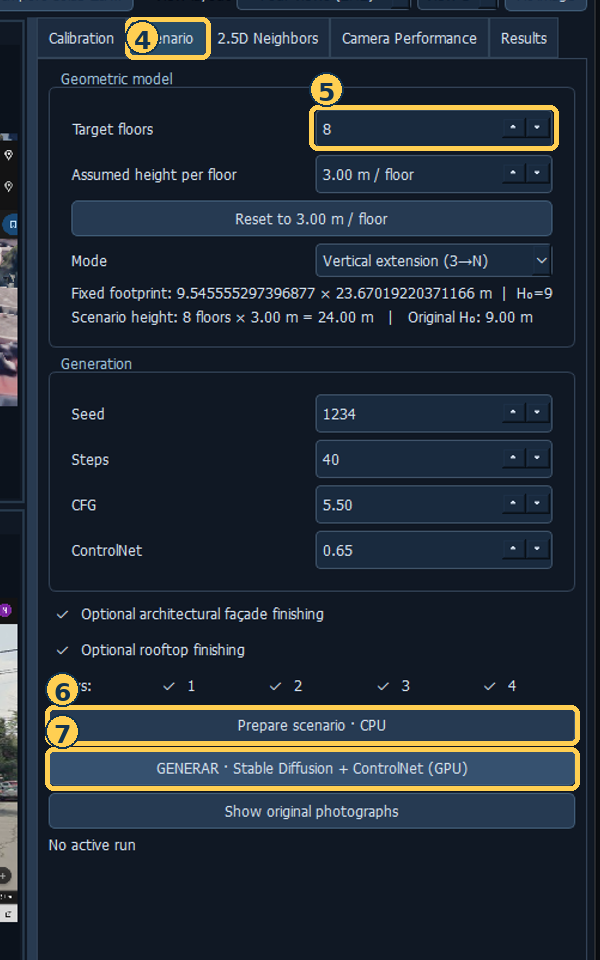 Calibration 4 enario 2.5D Neighbors Camera Performance Results
Geometric model
5
Target floors 8
Assumed height per floor 3.00 m / floor
Reset to 3.00 m / floor
Mode Vertical extension (3→N)
Fixed footprint: 9.545555297396877 × 23.67019220371166 m | H₀=9
Scenario height: 8 floors × 3.00 m = 24.00 m | Original H₀: 9.00 m
Generation
Seed 1234
Steps 40
CFG 5.50
ControlNet 0.65
✓ Optional architectural façade finishing
✓ Optional rooftop finishing
6 rs: ✓ 1 ✓ 2 ✓ 3 ✓ 4
Prepare scenario · CPU
7
GENERAR · Stable Diffusion + ControlNet (GPU)
Show original photographs
No active run